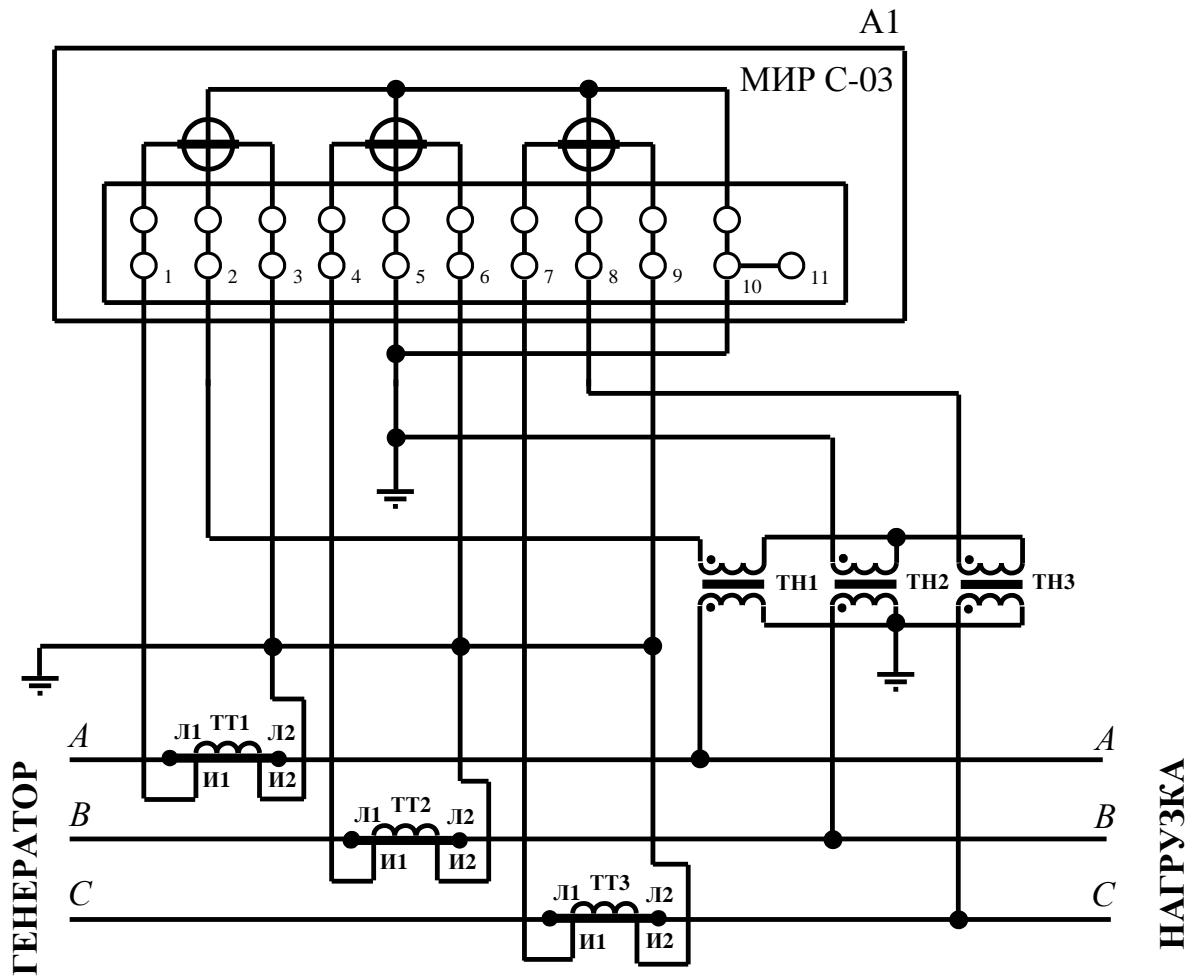 А1
МИР С-03
1 2 3 4 5 6 7 8 9 10 11
ТН1 ТН2 ТН3
A Л1 ТТ1 Л2 A
И1 И2
B Л1 ТТ2 Л2 B
И1 И2
C Л1 ТТ3 Л2 C
И1 И2
ГЕНЕРАТОР
НАГРУЗКА